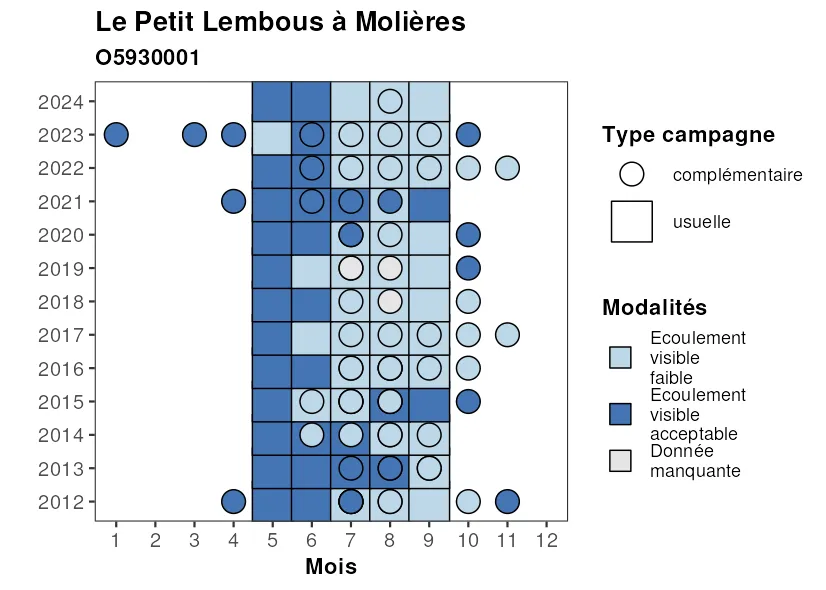 Le Petit Lembous à Molières
O5930001
2024
2023
2022
2021
2020
2019
2018
2017
2016
2015
2014
2013
2012
1 2 3 4 5 6 7 8 9 10 11 12
Mois
Type campagne
complémentaire
usuelle
Modalités
Ecoulement
visible
faible
Ecoulement
visible
acceptable
Donnée
manquante